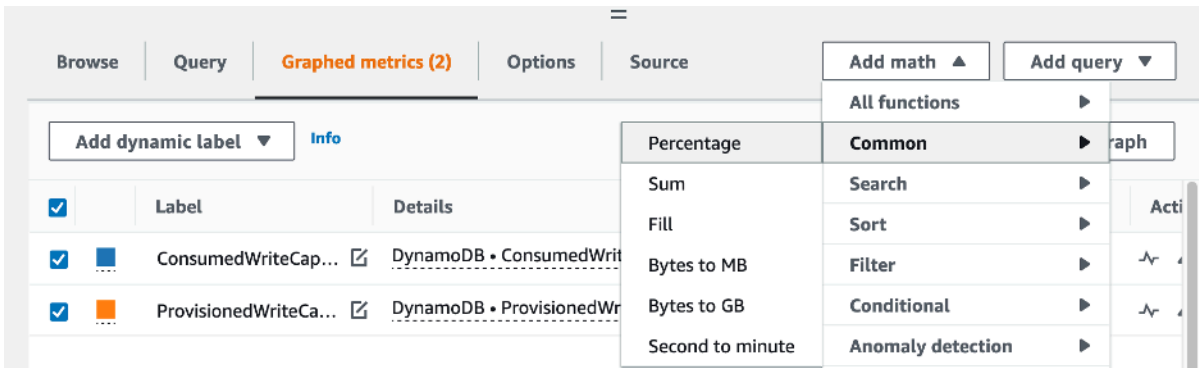 Browse Query Graphed metrics (2) Options Source Add math ▲ Add query ▼
All functions
Add dynamic label ▼ Info Percentage Common raph
Sum Search
Label Details Acti
Fill Sort
ConsumedWriteCap... DynamoDB • ConsumedWrit Bytes to MB Filter
ProvisionedWriteCa... DynamoDB • ProvisionedWr Bytes to GB Conditional
Second to minute Anomaly detection